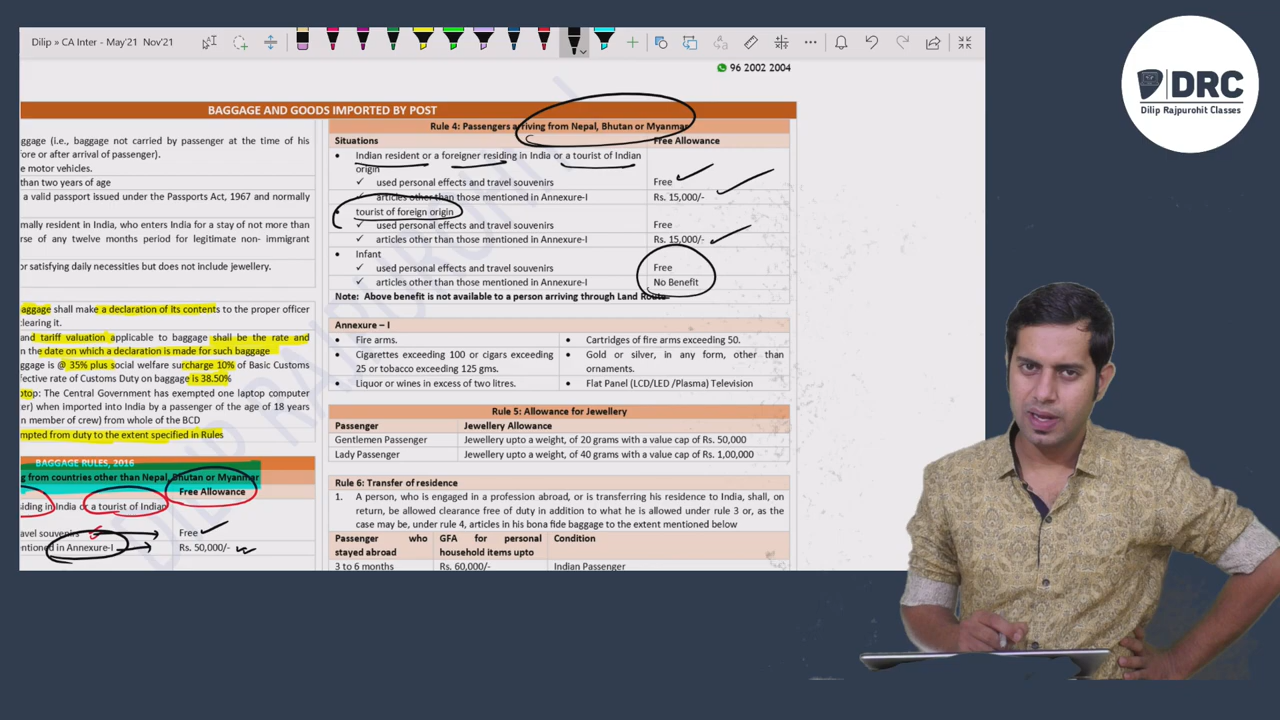 DRC
Dilip Rajpurohit Classes
Dilip » CA Inter - May'21 Nov'21
96 2002 2004
BAGGAGE AND GOODS IMPORTED BY POST
ggage (i.e., baggage not carried by passenger at the time of his
fore or after arrival of passenger).
e motor vehicles.
than two years of age
a valid passport issued under the Passports Act, 1967 and normally
mally resident in India, who enters India for a stay of not more than
rse of any twelve months period for legitimate non- immigrant
or satisfying daily necessities but does not include jewellery.
aggage shall make a declaration of its contents to the proper officer
clearing it.
and tariff valuation applicable to baggage shall be the rate and
n the date on which a declaration is made for such baggage
ggage is @ 35% plus social welfare surcharge 10% of Basic Customs
fective rate of Customs Duty on baggage is 38.50%
ptop: The Central Government has exempted one laptop computer
er) when imported into India by a passenger of the age of 18 years
n member of crew) from whole of the BCD
mpted from duty to the extent specified in Rules
BAGGAGE RULES, 2016
g from countries other than Nepal, Bhutan or Myanmar
Free Allowance
siding in India or a tourist of Indian
avel souvenirs Free
entioned in Annexure-I Rs. 50,000/-
Rule 4: Passengers arriving from Nepal, Bhutan or Myanmar
Situations Free Allowance
• Indian resident or a foreigner residing in India or a tourist of Indian
origin
✓ used personal effects and travel souvenirs Free
✓ articles other than those mentioned in Annexure-I Rs. 15,000/-
• tourist of foreign origin
✓ used personal effects and travel souvenirs Free
✓ articles other than those mentioned in Annexure-I Rs. 15,000/-
• Infant
✓ used personal effects and travel souvenirs Free
✓ articles other than those mentioned in Annexure-I No Benefit
Note: Above benefit is not available to a person arriving through Land Route
Annexure – I
• Fire arms. • Cartridges of fire arms exceeding 50.
• Cigarettes exceeding 100 or cigars exceeding • Gold or silver, in any form, other than
25 or tobacco exceeding 125 gms. ornaments.
• Liquor or wines in excess of two litres. • Flat Panel (LCD/LED /Plasma) Television
Rule 5: Allowance for Jewellery
Passenger Jewellery Allowance
Gentlemen Passenger Jewellery upto a weight, of 20 grams with a value cap of Rs. 50,000
Lady Passenger Jewellery upto a weight, of 40 grams with a value cap of Rs. 1,00,000
Rule 6: Transfer of residence
1. A person, who is engaged in a profession abroad, or is transferring his residence to India, shall, on
return, be allowed clearance free of duty in addition to what he is allowed under rule 3 or, as the
case may be, under rule 4, articles in his bona fide baggage to the extent mentioned below
Passenger who GFA for personal Condition
stayed abroad household items upto
3 to 6 months Rs. 60,000/- Indian Passenger